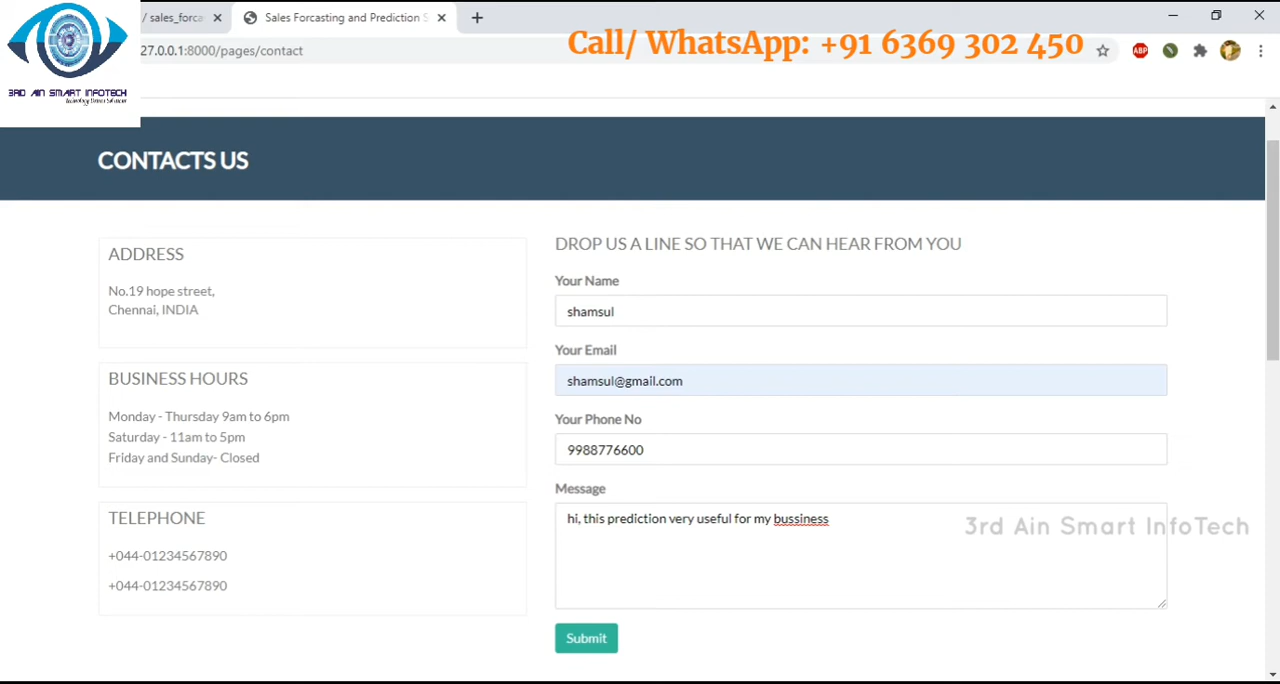 / sales_forca
Sales Forcasting and Prediction S
27.0.0.1:8000/pages/contact
Call/ WhatsApp: +91 6369 302 450
ABP
3RD AIN SMART INFOTECH
CONTACTS US
ADDRESS
No.19 hope street,
Chennai, INDIA
BUSINESS HOURS
Monday - Thursday 9am to 6pm
Saturday - 11am to 5pm
Friday and Sunday- Closed
TELEPHONE
+044-01234567890
+044-01234567890
DROP US A LINE SO THAT WE CAN HEAR FROM YOU
Your Name
shamsul
Your Email
shamsul@gmail.com
Your Phone No
9988776600
Message
hi, this prediction very useful for my bussiness
3rd Ain Smart InfoTech
Submit